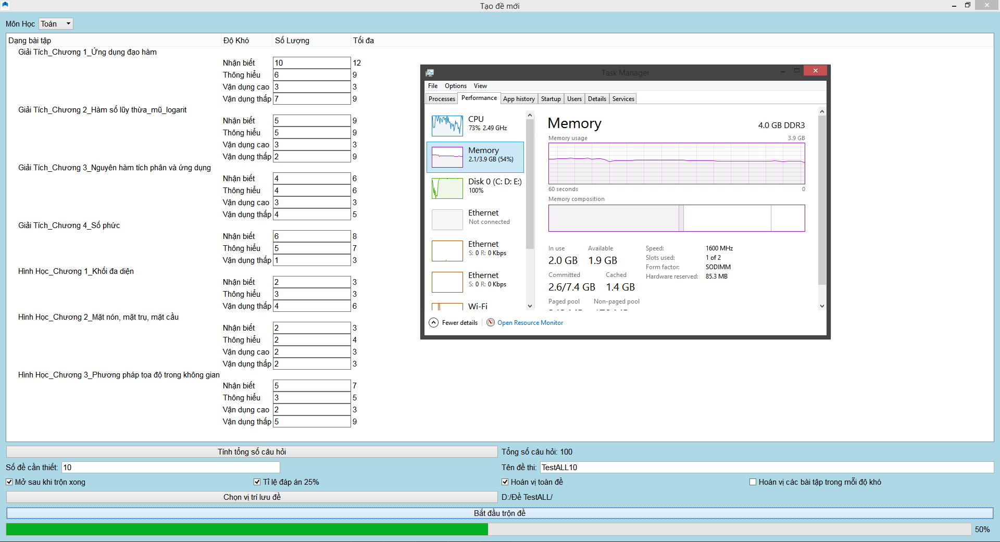 Tạo đề mới
Môn Học Toán
Dạng bài tập Độ Khó Số Lượng Tối đa
Giải Tích_Chương 1_Ứng dụng đạo hàm
Nhận biết 10 12
Thông hiểu 6 9
Vận dụng cao 3 3
Vận dụng thấp 7 9
Giải Tích_Chương 2_Hàm số lũy thừa_mũ_logarit
Nhận biết 5 9
Thông hiểu 5 9
Vận dụng cao 3 3
Vận dụng thấp 2 9
Giải Tích_Chương 3_Nguyên hàm tích phân và ứng dụng
Nhận biết 4 6
Thông hiểu 4 6
Vận dụng cao 3 3
Vận dụng thấp 4 5
Giải Tích_Chương 4_Số phức
Nhận biết 6 8
Thông hiểu 5 7
Vận dụng thấp 1 3
Hình Học_Chương 1_Khối đa diện
Nhận biết 2 3
Thông hiểu 3 3
Vận dụng thấp 4 6
Hình Học_Chương 2_Mặt nón, mặt trụ, mặt cầu
Nhận biết 2 3
Thông hiểu 2 4
Vận dụng cao 2 3
Vận dụng thấp 2 3
Hình Học_Chương 3_Phương pháp tọa độ trong không gian
Nhận biết 5 7
Thông hiểu 3 5
Vận dụng cao 2 3
Vận dụng thấp 5 9
Task Manager
File Options View
Processes Performance App history Startup Users Details Services
CPU
73% 2.49 GHz
Memory
2.1/3.9 GB (54%)
Disk 0 (C: D: E:)
100%
Ethernet
Not connected
Ethernet
S: 0 R: 0 Kbps
Ethernet
S: 0 R: 0 Kbps
Wi-Fi
Memory 4.0 GB DDR3
Memory usage 3.9 GB
60 seconds 0
Memory composition
In use Available
2.0 GB 1.9 GB
Committed Cached
2.6/7.4 GB 1.4 GB
Paged pool Non-paged pool
Speed: 1600 MHz
Slots used: 1 of 2
Form factor: SODIMM
Hardware reserved: 85.3 MB
Fewer details Open Resource Monitor
Tính tổng số câu hỏi Tổng số câu hỏi: 100
Số đề cần thiết: 10 Tên đề thi: TestALL10
Mở sau khi trộn xong Tỉ lệ đáp án 25% Hoán vị toàn đề Hoán vị các bài tập trong mỗi độ khó
Chọn vị trí lưu đề D:/Đề TestALL/
Bắt đầu trộn đề
50%